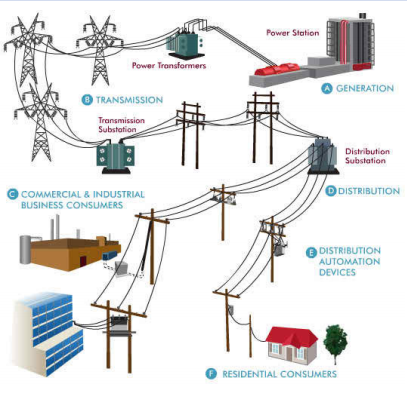 Power Station
Power Transformers
A GENERATION
B TRANSMISSION
Transmission
Substation
Distribution
Substation
C COMMERCIAL & INDUSTRIAL
BUSINESS CONSUMERS
D DISTRIBUTION
E DISTRIBUTION
AUTOMATION
DEVICES
F RESIDENTIAL CONSUMERS